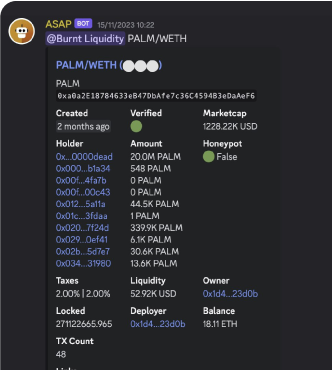 ASAP BOT 15/11/2023 10:22
@Burnt Liquidity PALM/WETH
PALM/WETH (⚪⚪⚪)
PALM
0xa0a2E18784633eB47DbAfe7c36C4594B3eDaAeF6
Created Verified Marketcap
2 months ago 🟢 1228.22K USD
Holder Amount Honeypot
0x...0000dead 20.0M PALM 🟢 False
0x000...b1a34 548 PALM
0x00f...4fa7b 0 PALM
0x00f...00c43 0 PALM
0x012...5a11a 44.5K PALM
0x01c...3fdaa 1 PALM
0x020...7f24d 339.9K PALM
0x029...0ef41 6.1K PALM
0x02b...5d7e7 30.6K PALM
0x034...31980 13.6K PALM
Taxes Liquidity Owner
2.00% | 2.00% 52.92K USD 0x1d4...23d0b
Locked Deployer Balance
271122665.965 0x1d4...23d0b 18.11 ETH
TX Count
48